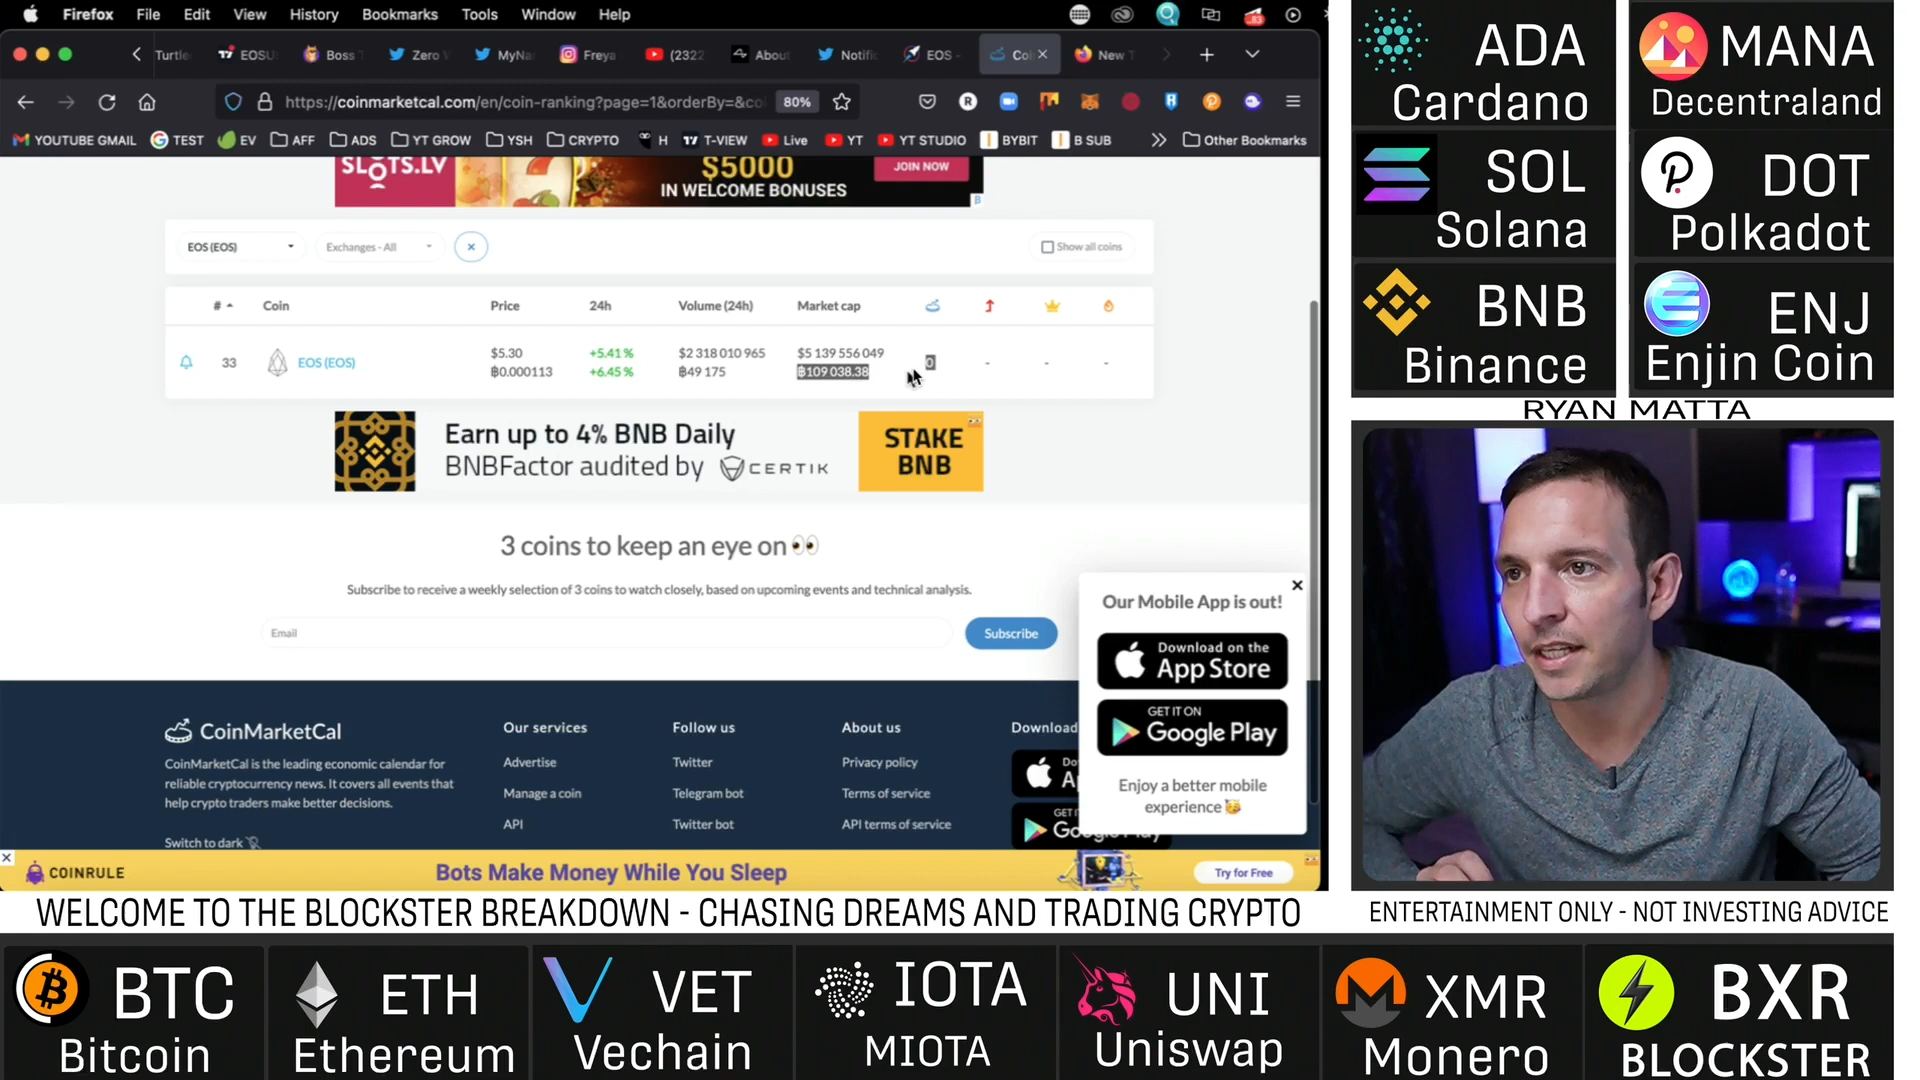 Firefox File Edit View History Bookmarks Tools Window Help
Turtle EOSU Boss Zero MyNa Freya (2322 About Notific EOS - Coi New T
https://coinmarketcal.com/en/coin-ranking?page=1&orderBy=&co 80%
YOUTUBE GMAIL TEST EV AFF ADS YT GROW YSH CRYPTO H T-VIEW Live YT YT STUDIO BYBIT B SUB Other Bookmarks
SLOTS.LV $5000 JOIN NOW
IN WELCOME BONUSES
EOS (EOS) Exchanges - All Show all coins
# Coin Price 24h Volume (24h) Market cap
33 EOS (EOS) $5.30 +5.41 % $2 318 010 965 $5 139 556 049 0 - - -
฿0.000113 +6.45 % ฿49 175 ฿109 038.38
Earn up to 4% BNB Daily
BNBFactor audited by CERTIK
STAKE
BNB
3 coins to keep an eye on
Subscribe to receive a weekly selection of 3 coins to watch closely, based on upcoming events and technical analysis.
Email Subscribe
Our Mobile App is out!
Download on the
App Store
GET IT ON
Google Play
Enjoy a better mobile
experience
CoinMarketCal
CoinMarketCal is the leading economic calendar for
reliable cryptocurrency news. It covers all events that
help crypto traders make better decisions.
Switch to dark
Our services
Advertise
Manage a coin
API
Follow us
Twitter
Telegram bot
Twitter bot
About us
Privacy policy
Terms of service
API terms of service
Download
COINRULE Bots Make Money While You Sleep Try for Free
ADA
Cardano
MANA
Decentraland
SOL
Solana
DOT
Polkadot
BNB
Binance
ENJ
Enjin Coin
RYAN MATTA
WELCOME TO THE BLOCKSTER BREAKDOWN - CHASING DREAMS AND TRADING CRYPTO
ENTERTAINMENT ONLY - NOT INVESTING ADVICE
BTC
Bitcoin
ETH
Ethereum
VET
Vechain
IOTA
MIOTA
UNI
Uniswap
XMR
Monero
BXR
BLOCKSTER